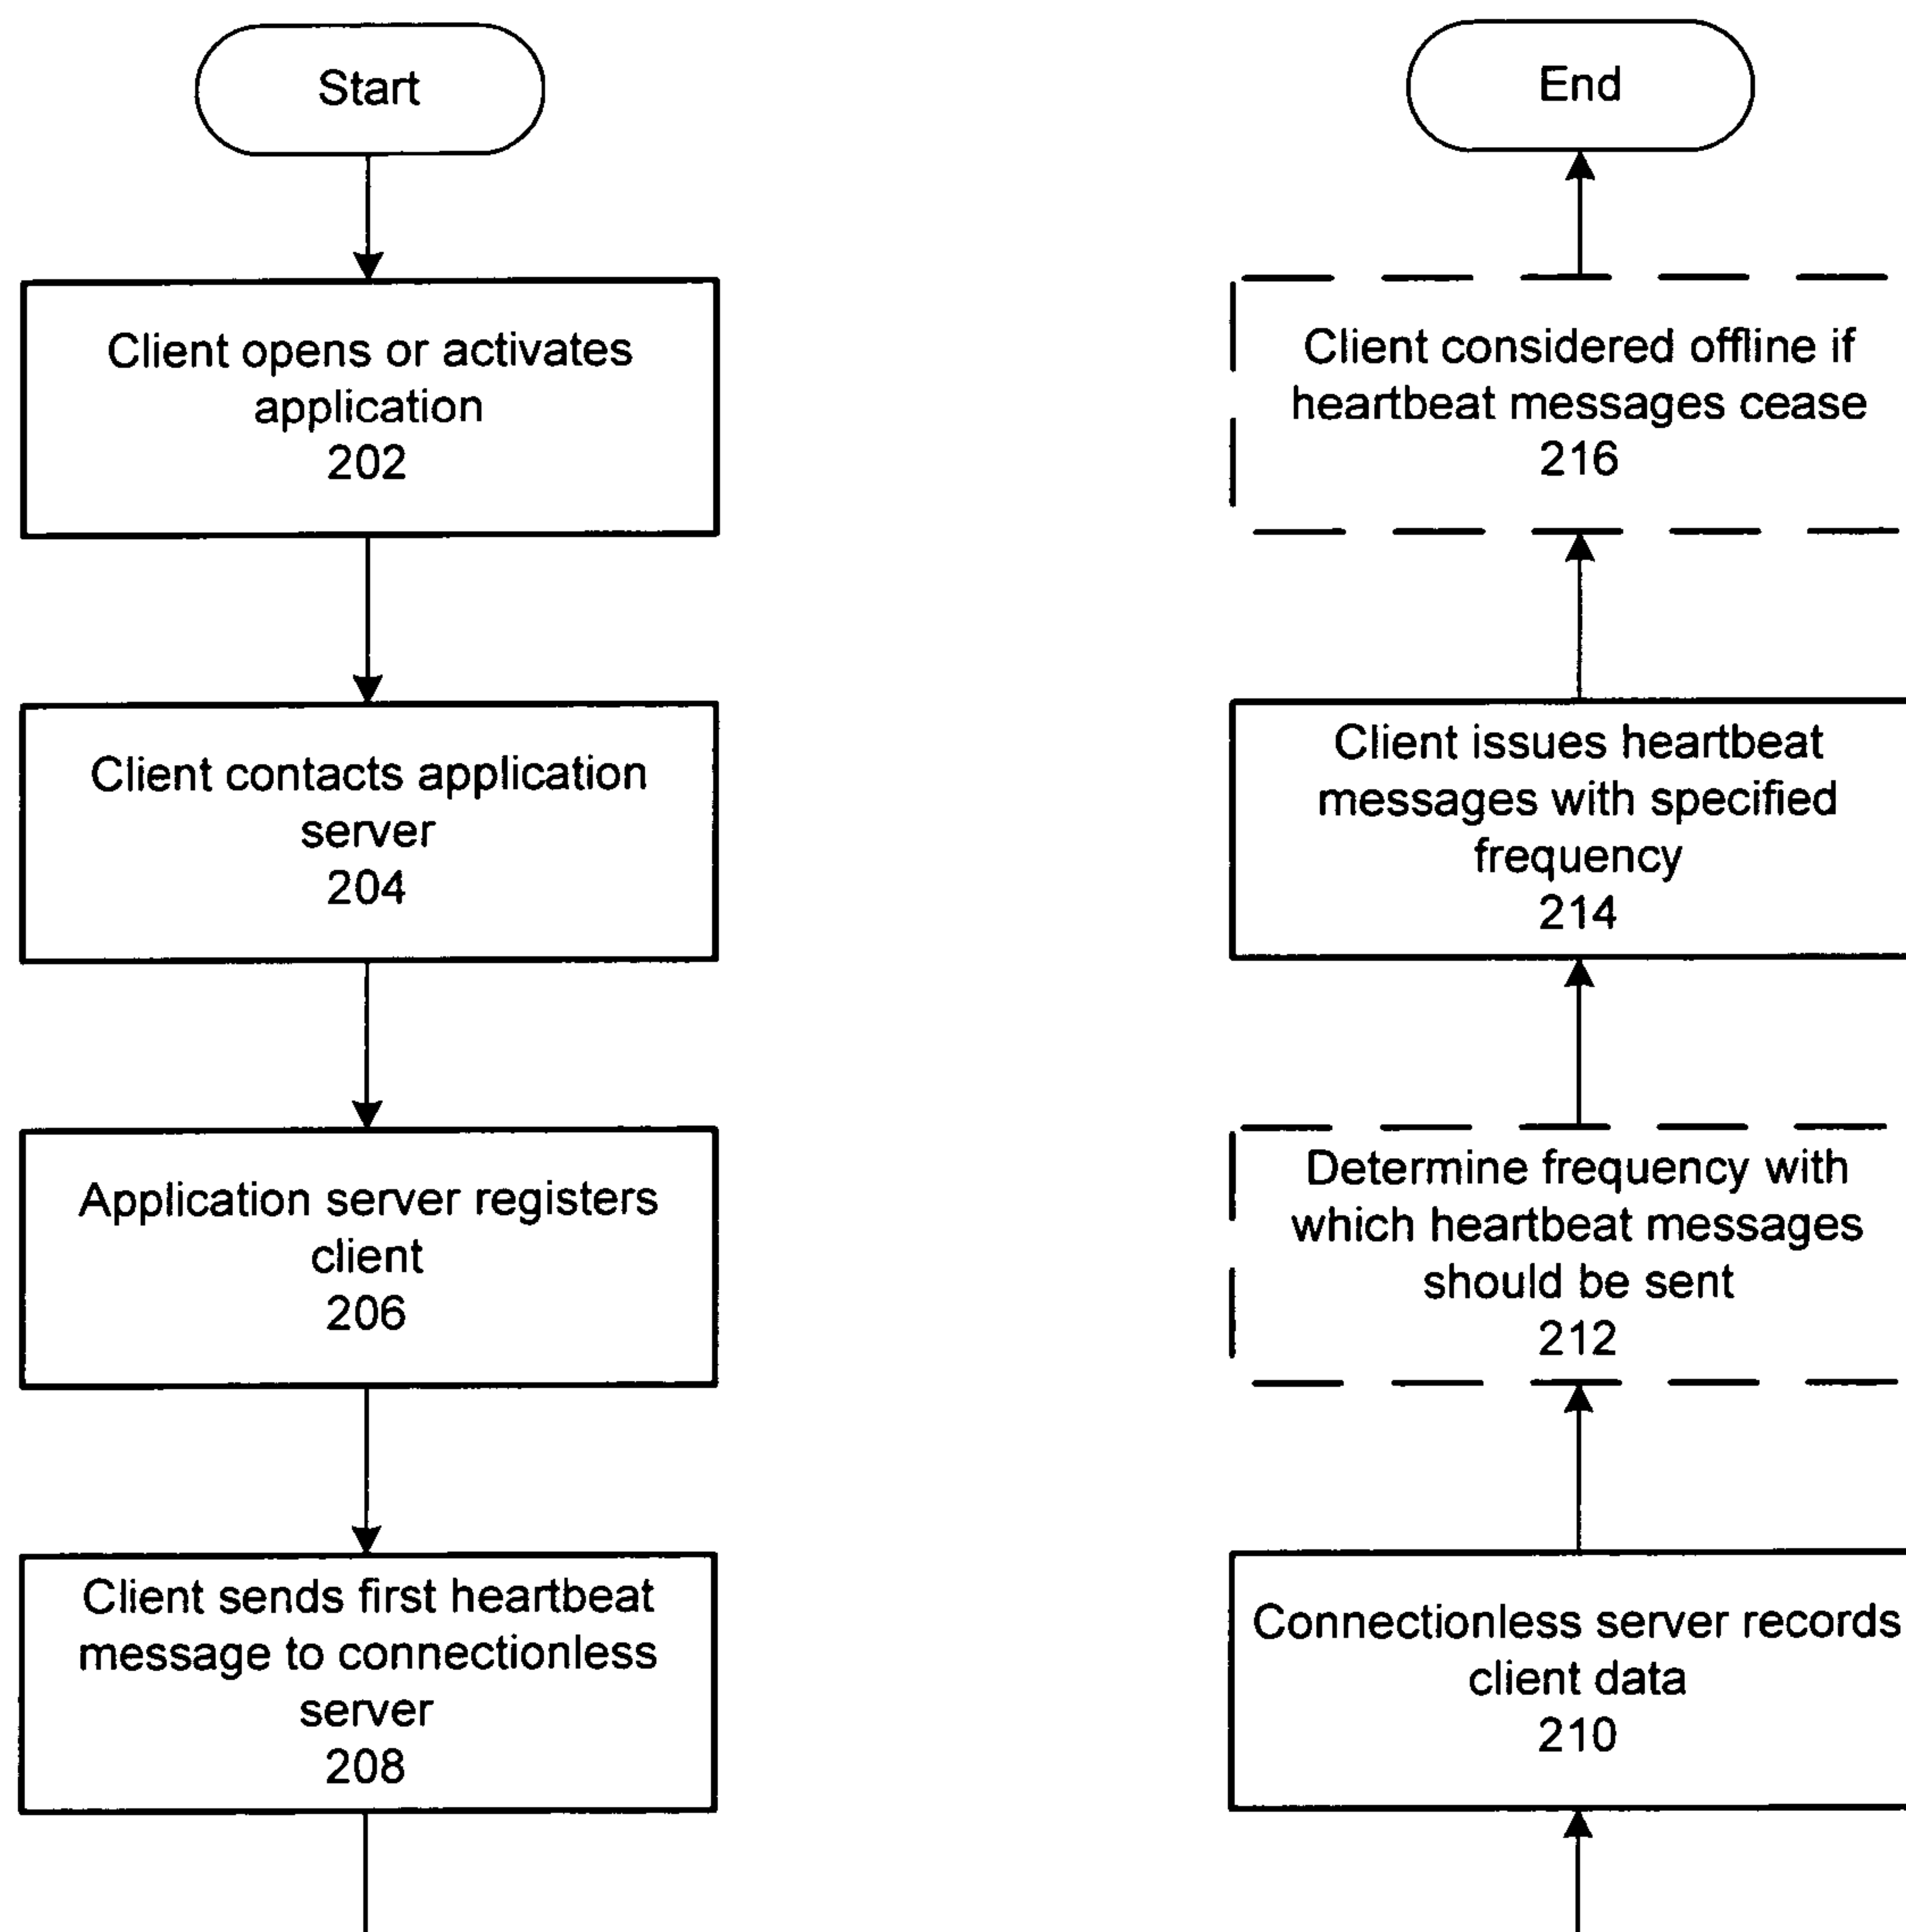 Start
Client opens or activates
application
202
Client contacts application
server
204
Application server registers
client
206
Client sends first heartbeat
message to connectionless
server
208
End
Client considered offline if
heartbeat messages cease
216
Client issues heartbeat
messages with specified
frequency
214
Determine frequency with
which heartbeat messages
should be sent
212
Connectionless server records
client data
210